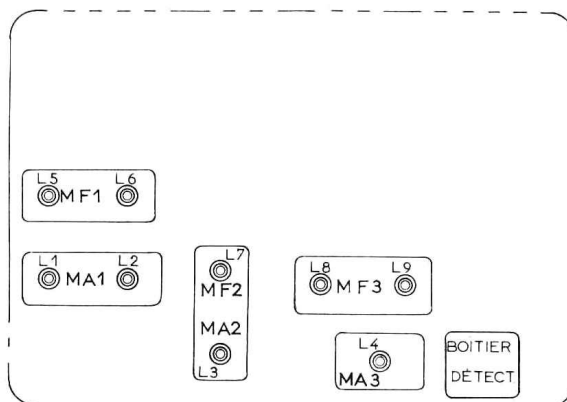 L5 MF1 L6
L1 MA1 L2
L7
MF2
MA2
L3
L8 MF3 L9
L4
MA3
BOITIER
DÉTECT.